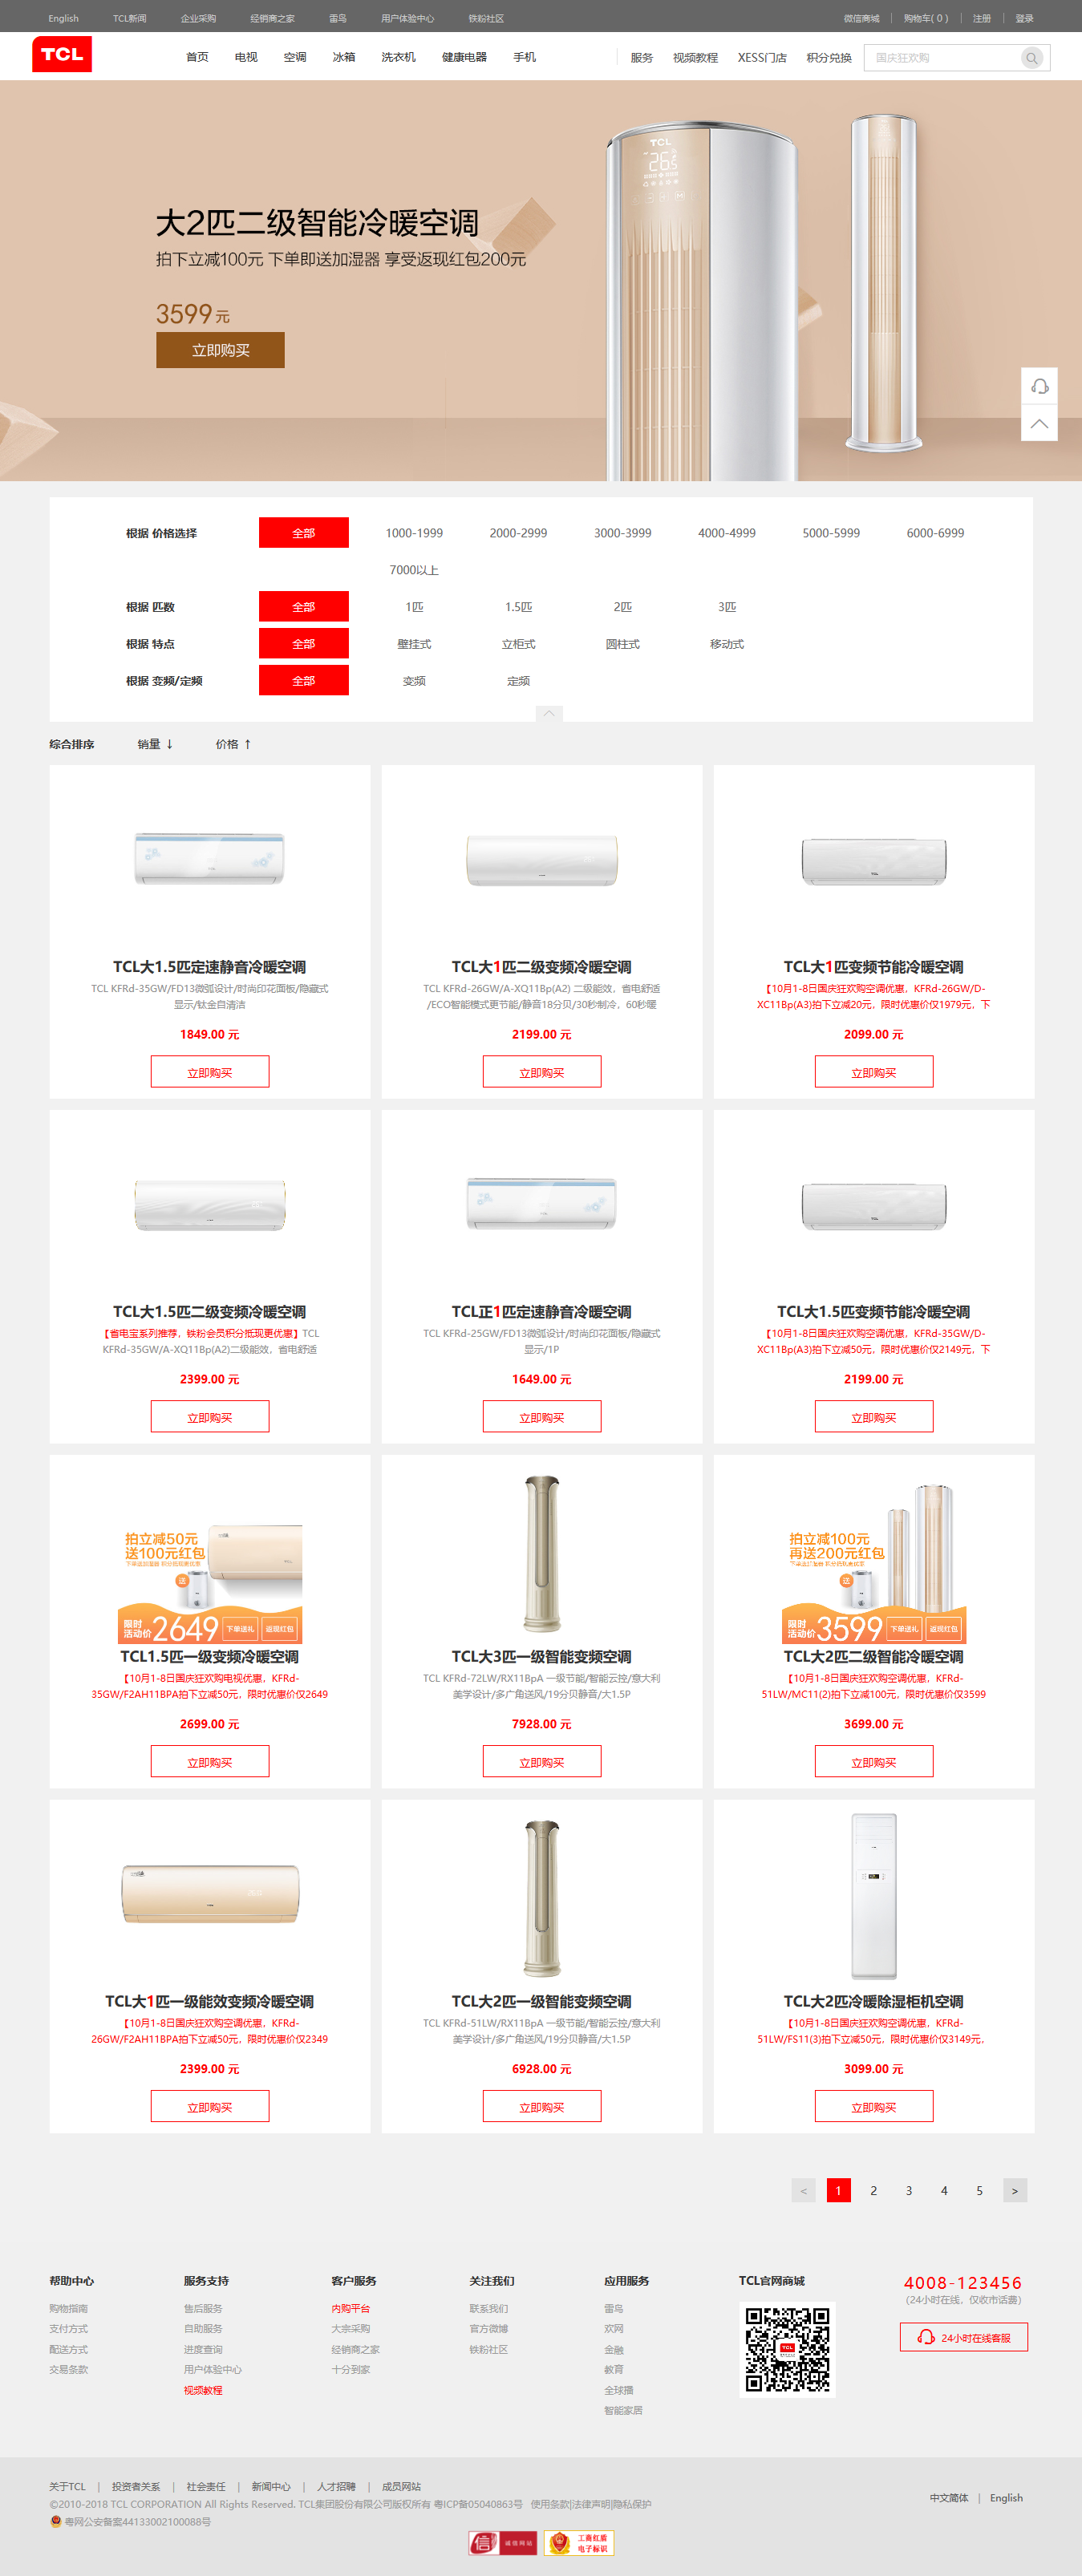 English TCL新闻 企业采购 经销商之家 雷鸟 用户体验中心 铁粉社区 微信商城 购物车( 0 ) 注册 登录
TCL 首页 电视 空调 冰箱 洗衣机 健康电器 手机 服务 视频教程 XESS门店 积分兑换 国庆狂欢购
TCL
大2匹二级智能冷暖空调
拍下立减100元 下单即送加湿器 享受返现红包200元
3599元
立即购买
根据 价格选择 全部 1000-1999 2000-2999 3000-3999 4000-4999 5000-5999 6000-6999
7000以上
根据 匹数 全部 1匹 1.5匹 2匹 3匹
根据 特点 全部 壁挂式 立柜式 圆柱式 移动式
根据 变频/定频 全部 变频 定频
综合排序 销量 ↓ 价格 ↑
TCL大1.5匹定速静音冷暖空调
TCL KFRd-35GW/FD13微弧设计/时尚印花面板/隐藏式
显示/钛金自清洁
1849.00 元
立即购买
TCL大1匹二级变频冷暖空调
TCL KFRd-26GW/A-XQ11Bp(A2) 二级能效，省电舒适
/ECO智能模式更节能/静音18分贝/30秒制冷，60秒暖
2199.00 元
立即购买
TCL大1匹变频节能冷暖空调
【10月1-8日国庆狂欢购空调优惠，KFRd-26GW/D-
XC11Bp(A3)拍下立减20元，限时优惠价仅1979元，下
2099.00 元
立即购买
TCL大1.5匹二级变频冷暖空调
【省电宝系列推荐，铁粉会员积分抵现更优惠】TCL
KFRd-35GW/A-XQ11Bp(A2)二级能效，省电舒适
2399.00 元
立即购买
TCL正1匹定速静音冷暖空调
TCL KFRd-25GW/FD13微弧设计/时尚印花面板/隐藏式
显示/1P
1649.00 元
立即购买
TCL大1.5匹变频节能冷暖空调
【10月1-8日国庆狂欢购空调优惠，KFRd-35GW/D-
XC11Bp(A3)拍下立减50元，限时优惠价仅2149元，下
2199.00 元
立即购买
拍立减50元
送100元红包
送
限时
活动价 2649 下单送礼 返现红包
TCL1.5匹一级变频冷暖空调
【10月1-8日国庆狂欢购电视优惠，KFRd-
35GW/F2AH11BPA拍下立减50元，限时优惠价仅2649
2699.00 元
立即购买
TCL大3匹一级智能变频空调
TCL KFRd-72LW/RX11BpA 一级节能/智能云控/意大利
美学设计/多广角送风/19分贝静音/大1.5P
7928.00 元
立即购买
拍立减100元
再送200元红包
送
限时
活动价 3599 下单送礼 返现红包
TCL大2匹二级智能冷暖空调
【10月1-8日国庆狂欢购空调优惠，KFRd-
51LW/MC11(2)拍下立减100元，限时优惠价仅3599
3699.00 元
立即购买
TCL大1匹一级能效变频冷暖空调
【10月1-8日国庆狂欢购空调优惠，KFRd-
26GW/F2AH11BPA拍下立减50元，限时优惠价仅2349
2399.00 元
立即购买
TCL大2匹一级智能变频空调
TCL KFRd-51LW/RX11BpA 一级节能/智能云控/意大利
美学设计/多广角送风/19分贝静音/大1.5P
6928.00 元
立即购买
TCL大2匹冷暖除湿柜机空调
【10月1-8日国庆狂欢购空调优惠，KFRd-
51LW/FS11(3)拍下立减50元，限时优惠价仅3149元，
3099.00 元
立即购买
< 1 2 3 4 5 >
帮助中心
购物指南
支付方式
配送方式
交易条款
服务支持
售后服务
自助服务
进度查询
用户体验中心
视频教程
客户服务
内购平台
大宗采购
经销商之家
十分到家
关注我们
联系我们
官方微博
铁粉社区
应用服务
雷鸟
欢网
金融
教育
全球播
智能家居
TCL官网商城
TCL
4008-123456
(24小时在线，仅收市话费)
24小时在线客服
关于TCL | 投资者关系 | 社会责任 | 新闻中心 | 人才招聘 | 成员网站
©2010-2018 TCL CORPORATION All Rights Reserved. TCL集团股份有限公司版权所有 粤ICP备05040863号 使用条款|法律声明|隐私保护
中文简体 | English
粤网公安备案44133002100088号
信 诚信网站
工商红盾
电子标识